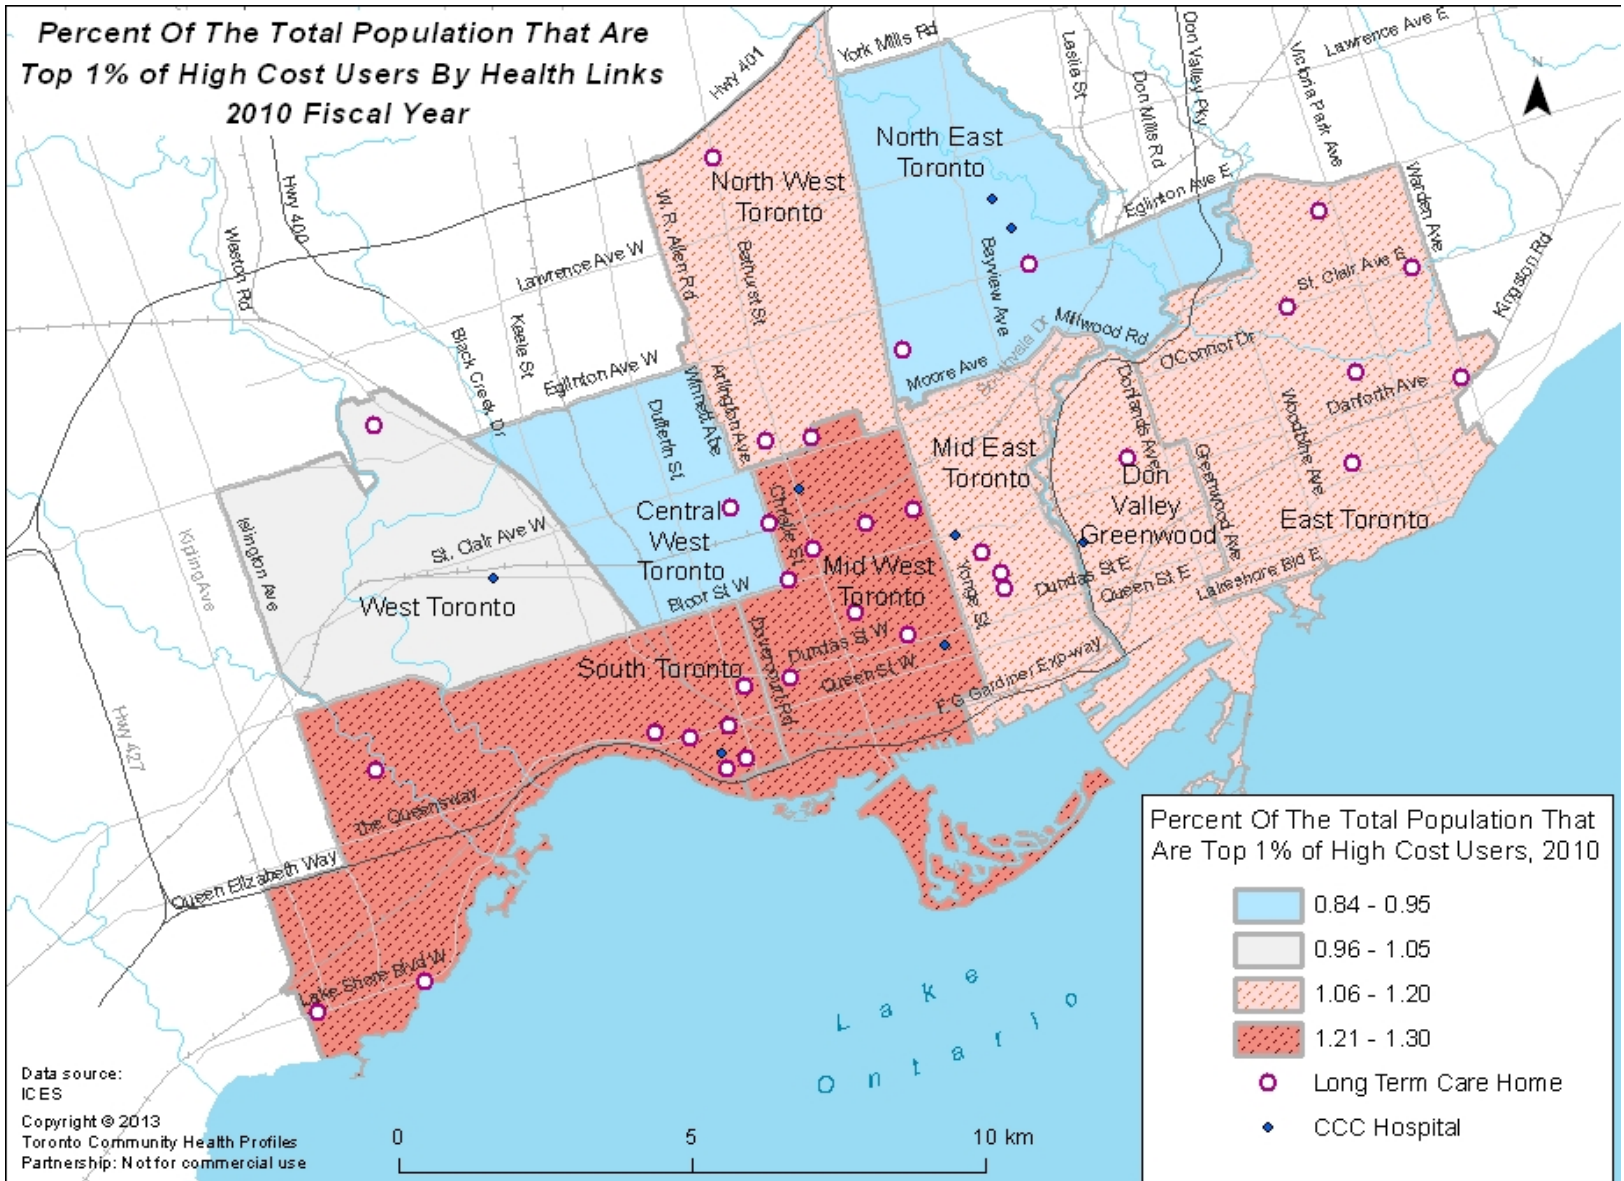 Percent Of The Total Population That Are
Top 1% of High Cost Users By Health Links
2010 Fiscal Year
Hwy 401
York Mills Rd
Leslie St
Don Mills Rd
Don Valley Pky
Victoria Park Ave
Lawrence Ave E
N
North East
Toronto
North West
Toronto
Hwy 400
Weston Rd
Lawrence Ave W
W. R. Allen Rd
Bathurst St
Bayview Ave
Eglinton Ave E
Warden Ave
St. Clair Ave E
Kingston Rd
Black Creek Dr
Keele St
Eglinton Ave W
Millwood Rd
O'Connor Dr
Moore Ave
Winnett Abe
Arlington Ave
Dufferin St
Donlands Ave
Woodbine Ave
Danforth Ave
Mid East
Toronto
Don
Valley
Greenwood
Greenwood Ave
East Toronto
Kipling Ave
Islington Ave
St. Clair Ave W
Central
West
Toronto
Christie St
Mid West
Toronto
Yonge St
Dundas St E
Queen St E
Lakeshore Bld E
West Toronto
Bloor St W
South Toronto
Dovercourt Rd
Dundas St W
Queen St W
F G Gardiner Exp-way
Hwy 427
The Queensway
Queen Elizabeth Way
Lake Shore Blvd W
Lake
Ontario
Percent Of The Total Population That
Are Top 1% of High Cost Users, 2010
0.84 - 0.95
0.96 - 1.05
1.06 - 1.20
1.21 - 1.30
Long Term Care Home
CCC Hospital
Data source:
ICES
Copyright © 2013
Toronto Community Health Profiles
Partnership: Not for commercial use
0 5 10 km